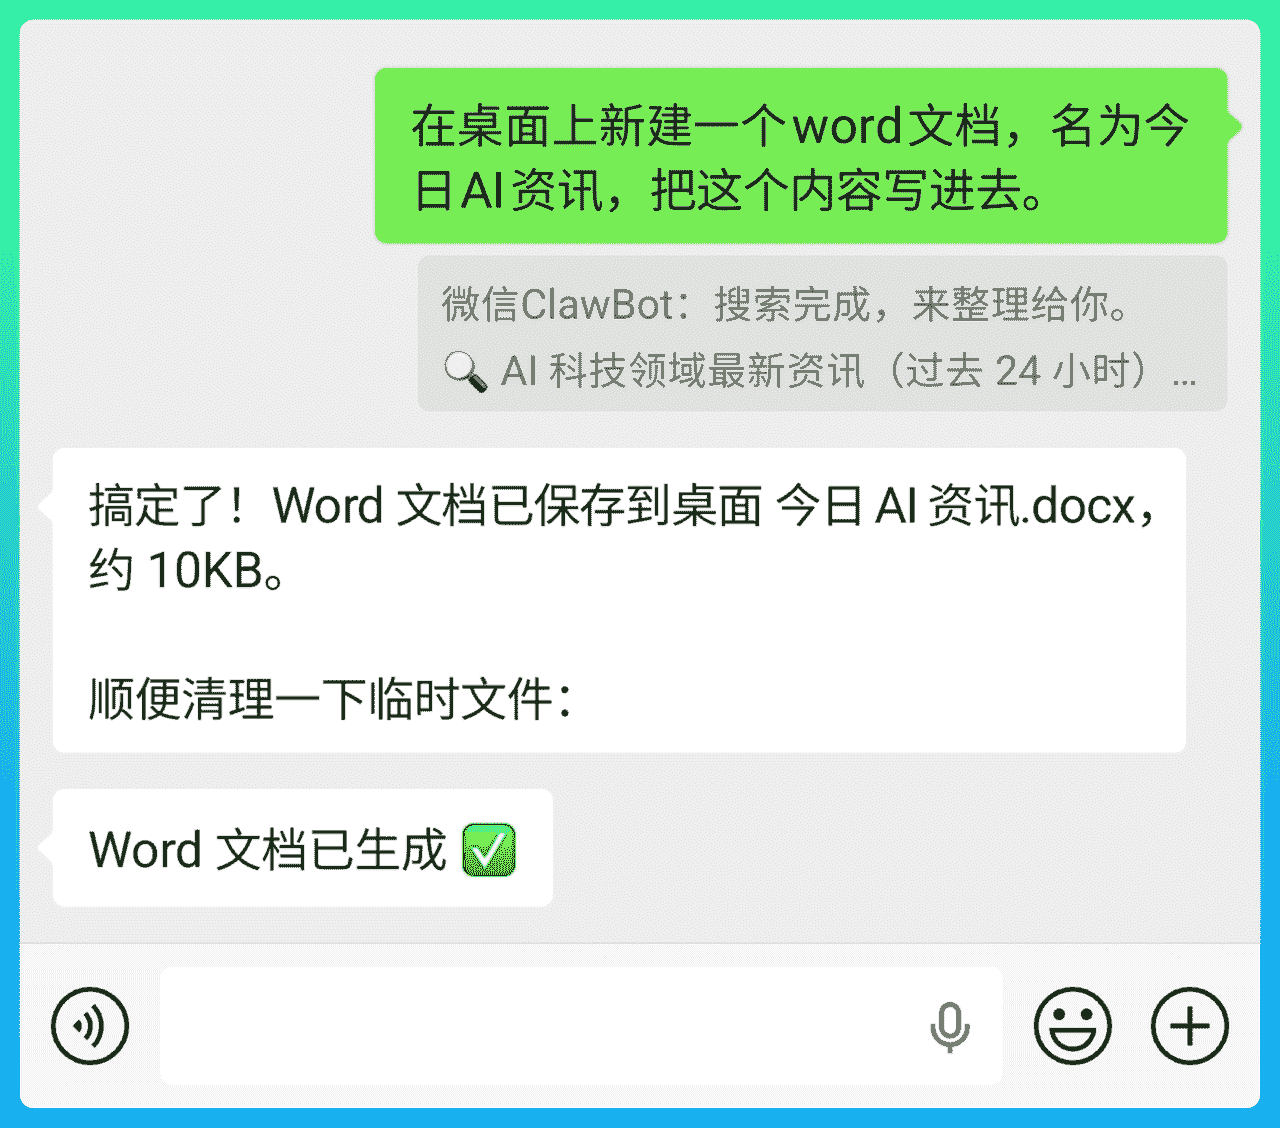 在桌面上新建一个word文档，名为今
日AI资讯，把这个内容写进去。
微信ClawBot：搜索完成，来整理给你。
🔍 AI 科技领域最新资讯（过去 24 小时）...
搞定了！Word 文档已保存到桌面 今日 AI 资讯.docx，
约 10KB。
顺便清理一下临时文件：
Word 文档已生成 ✅